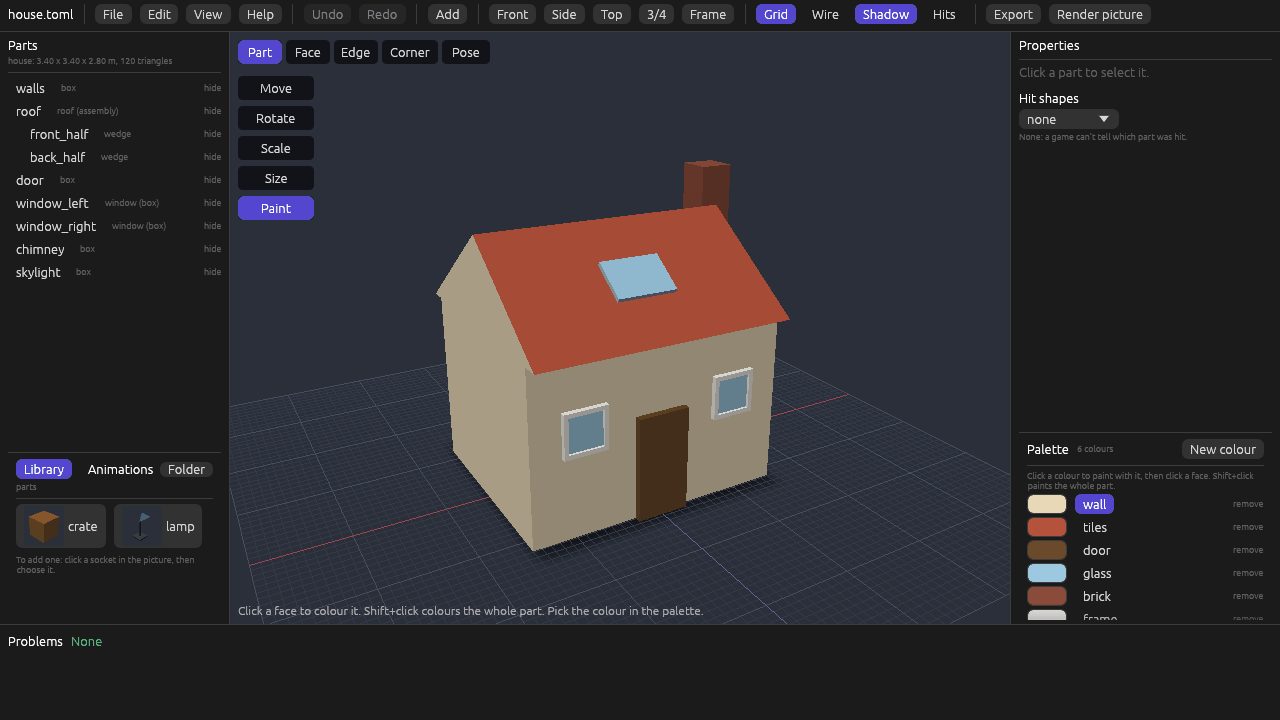 house.toml File Edit View Help Undo Redo Add Front Side Top 3/4 Frame Grid Wire Shadow Hits Export Render picture
Parts
house: 3.40 x 3.40 x 2.80 m, 120 triangles
walls box hide
roof roof (assembly) hide
front_half wedge hide
back_half wedge hide
door box hide
window_left window (box) hide
window_right window (box) hide
chimney box hide
skylight box hide
Library Animations Folder
parts
crate lamp
To add one: click a socket in the picture, then
choose it.
Part Face Edge Corner Pose
Move
Rotate
Scale
Size
Paint
Click a face to colour it. Shift+click colours the whole part. Pick the colour in the palette.
Properties
Click a part to select it.
Hit shapes
none
None: a game can't tell which part was hit.
Palette 6 colours New colour
Click a colour to paint with it, then click a face. Shift+click
paints the whole part.
wall remove
tiles remove
door remove
glass remove
brick remove
frame remove
Problems None